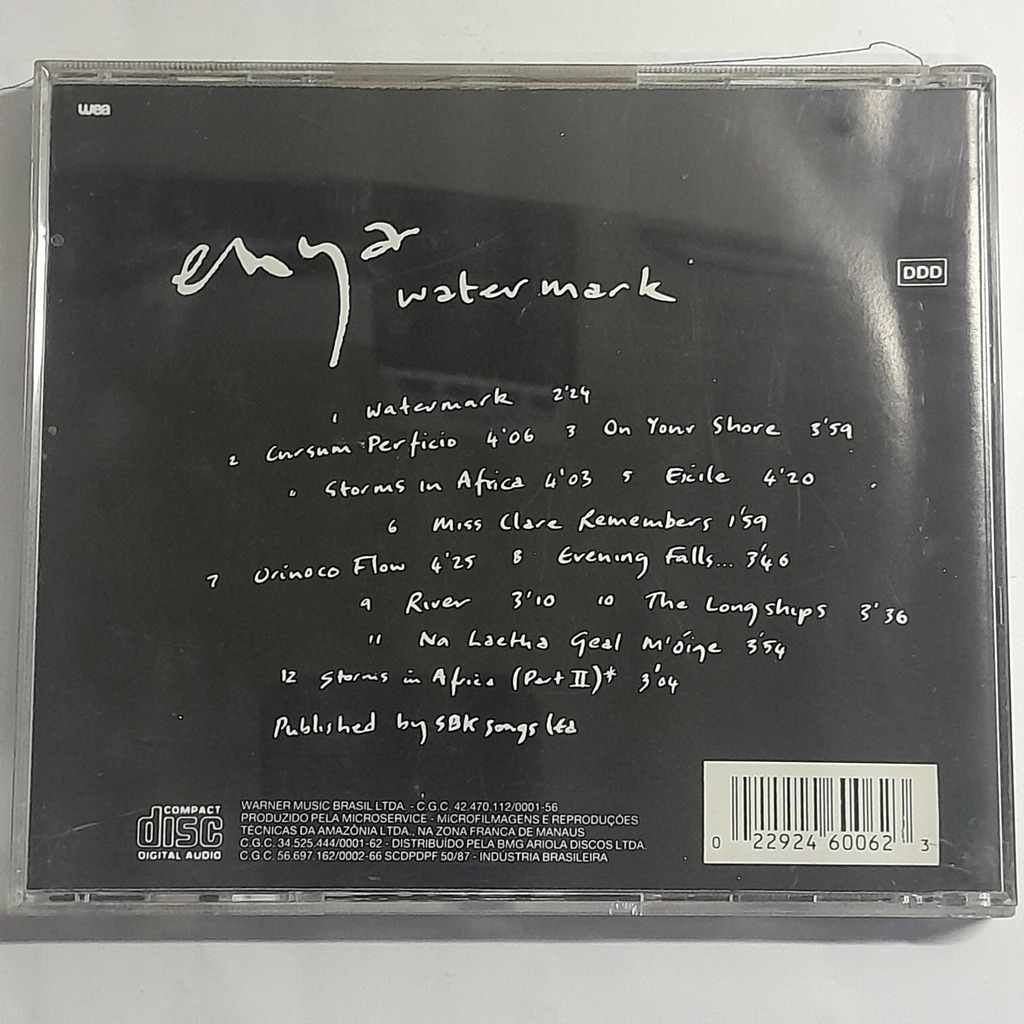 wea
enya
watermark
DDD
1 Watermark 2'24
2 Cursum Perficio 4'06 3 On Your Shore 3'59
Storms in Africa 4'03 5 Exile 4'20
6 Miss Clare Remembers 1'59
7 Orinoco Flow 4'25 8 Evening Falls... 3'46
9 River 3'10 10 The Longships 3'36
11 Na Laetha Geal M'óige 3'54
12 Storms in Africa (Part II)* 3'04
Published by SBK Songs Ltd
COMPACT
disc
DIGITAL AUDIO
WARNER MUSIC BRASIL LTDA. - C.G.C. 42.470.112/0001-56
PRODUZIDO PELA MICROSERVICE - MICROFILMAGENS E REPRODUÇÕES
TÉCNICAS DA AMAZÔNIA LTDA., NA ZONA FRANCA DE MANAUS
C.G.C. 34.525.444/0001-62 - DISTRIBUÍDO PELA BMG ARIOLA DISCOS LTDA.
C.G.C. 56.697.162/0002-66 SCDPDPF 50/87 - INDÚSTRIA BRASILEIRA
0 22924 60062 3